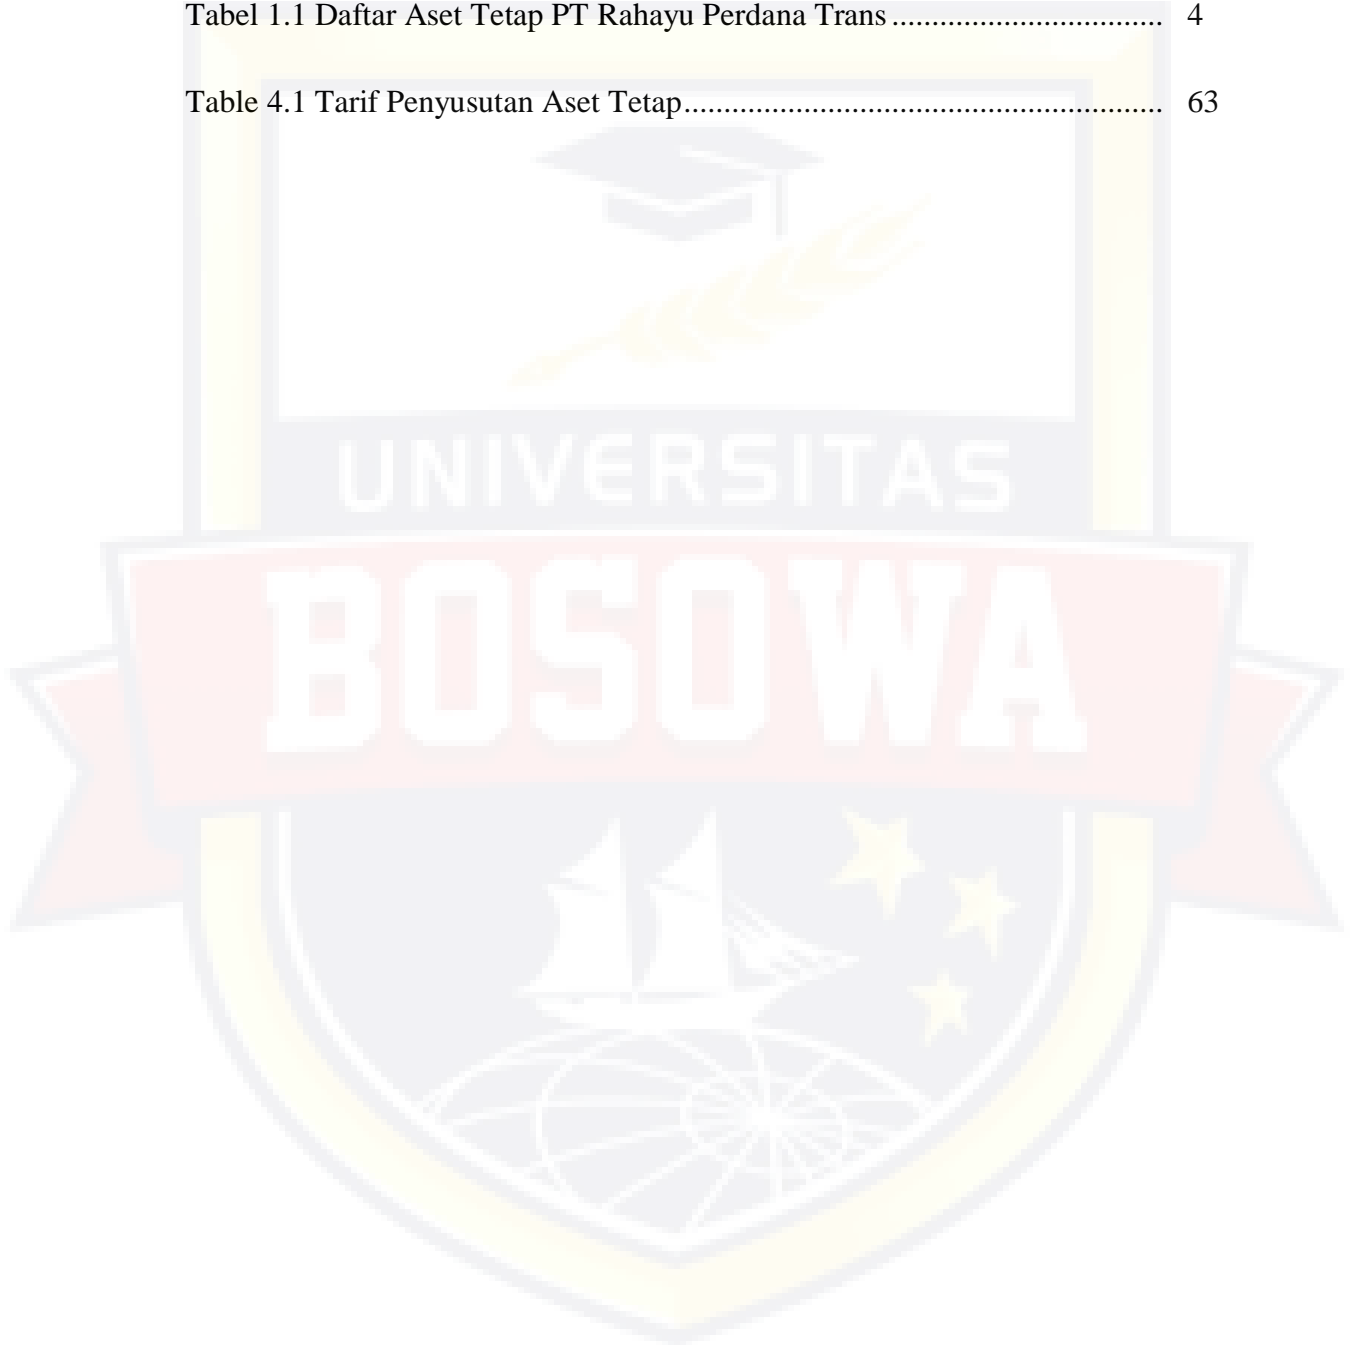 Tabel 1.1 Daftar Aset Tetap PT Rahayu Perdana Trans .................................. 4
Table 4.1 Tarif Penyusutan Aset Tetap............................................................ 63
UNIVERSITAS
BOSOWA